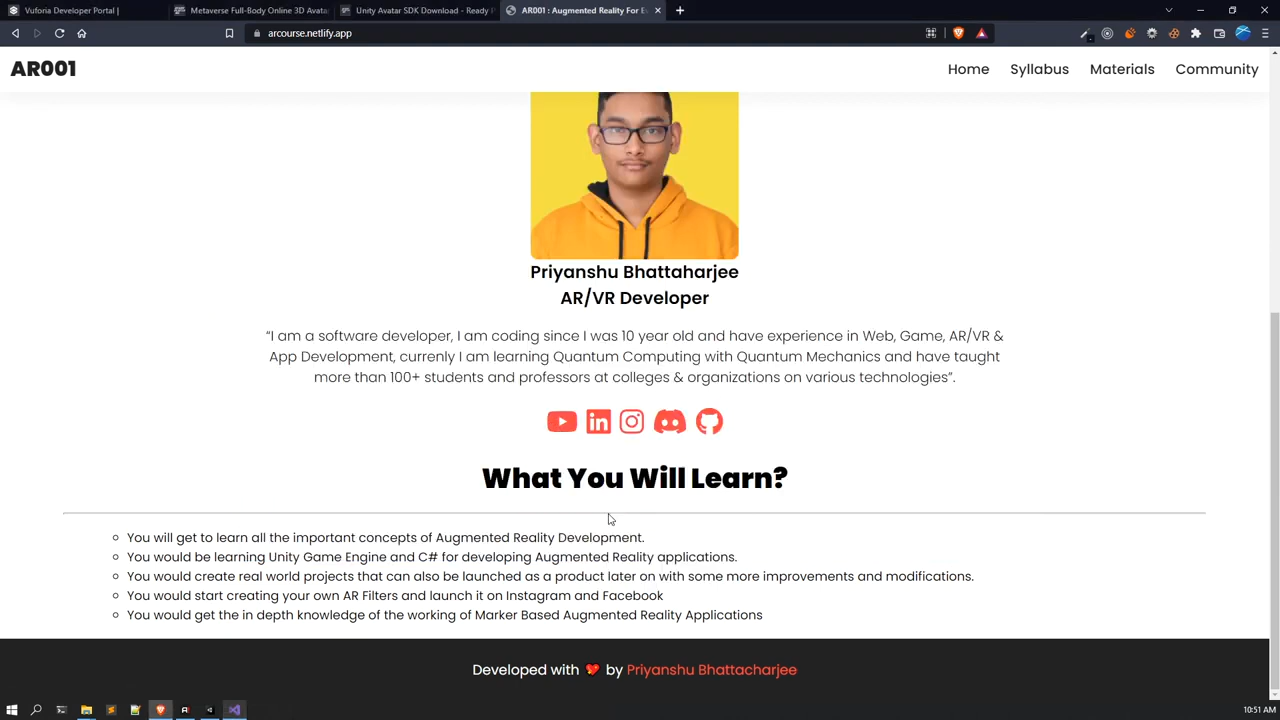 Vuforia Developer Portal |
Metaverse Full-Body Online 3D Avata
Unity Avatar SDK Download - Ready P
AR001 : Augmented Reality For E
arcourse.netlify.app
AR001
Home
Syllabus
Materials
Community
Priyanshu Bhattaharjee
AR/VR Developer
“I am a software developer, I am coding since I was 10 year old and have experience in Web, Game, AR/VR &
App Development, currenly I am learning Quantum Computing with Quantum Mechanics and have taught
more than 100+ students and professors at colleges & organizations on various technologies”.
What You Will Learn?
You will get to learn all the important concepts of Augmented Reality Development.
You would be learning Unity Game Engine and C# for developing Augmented Reality applications.
You would create real world projects that can also be launched as a product later on with some more improvements and modifications.
You would start creating your own AR Filters and launch it on Instagram and Facebook
You would get the in depth knowledge of the working of Marker Based Augmented Reality Applications
Developed with ❤ by Priyanshu Bhattacharjee
10:51 AM